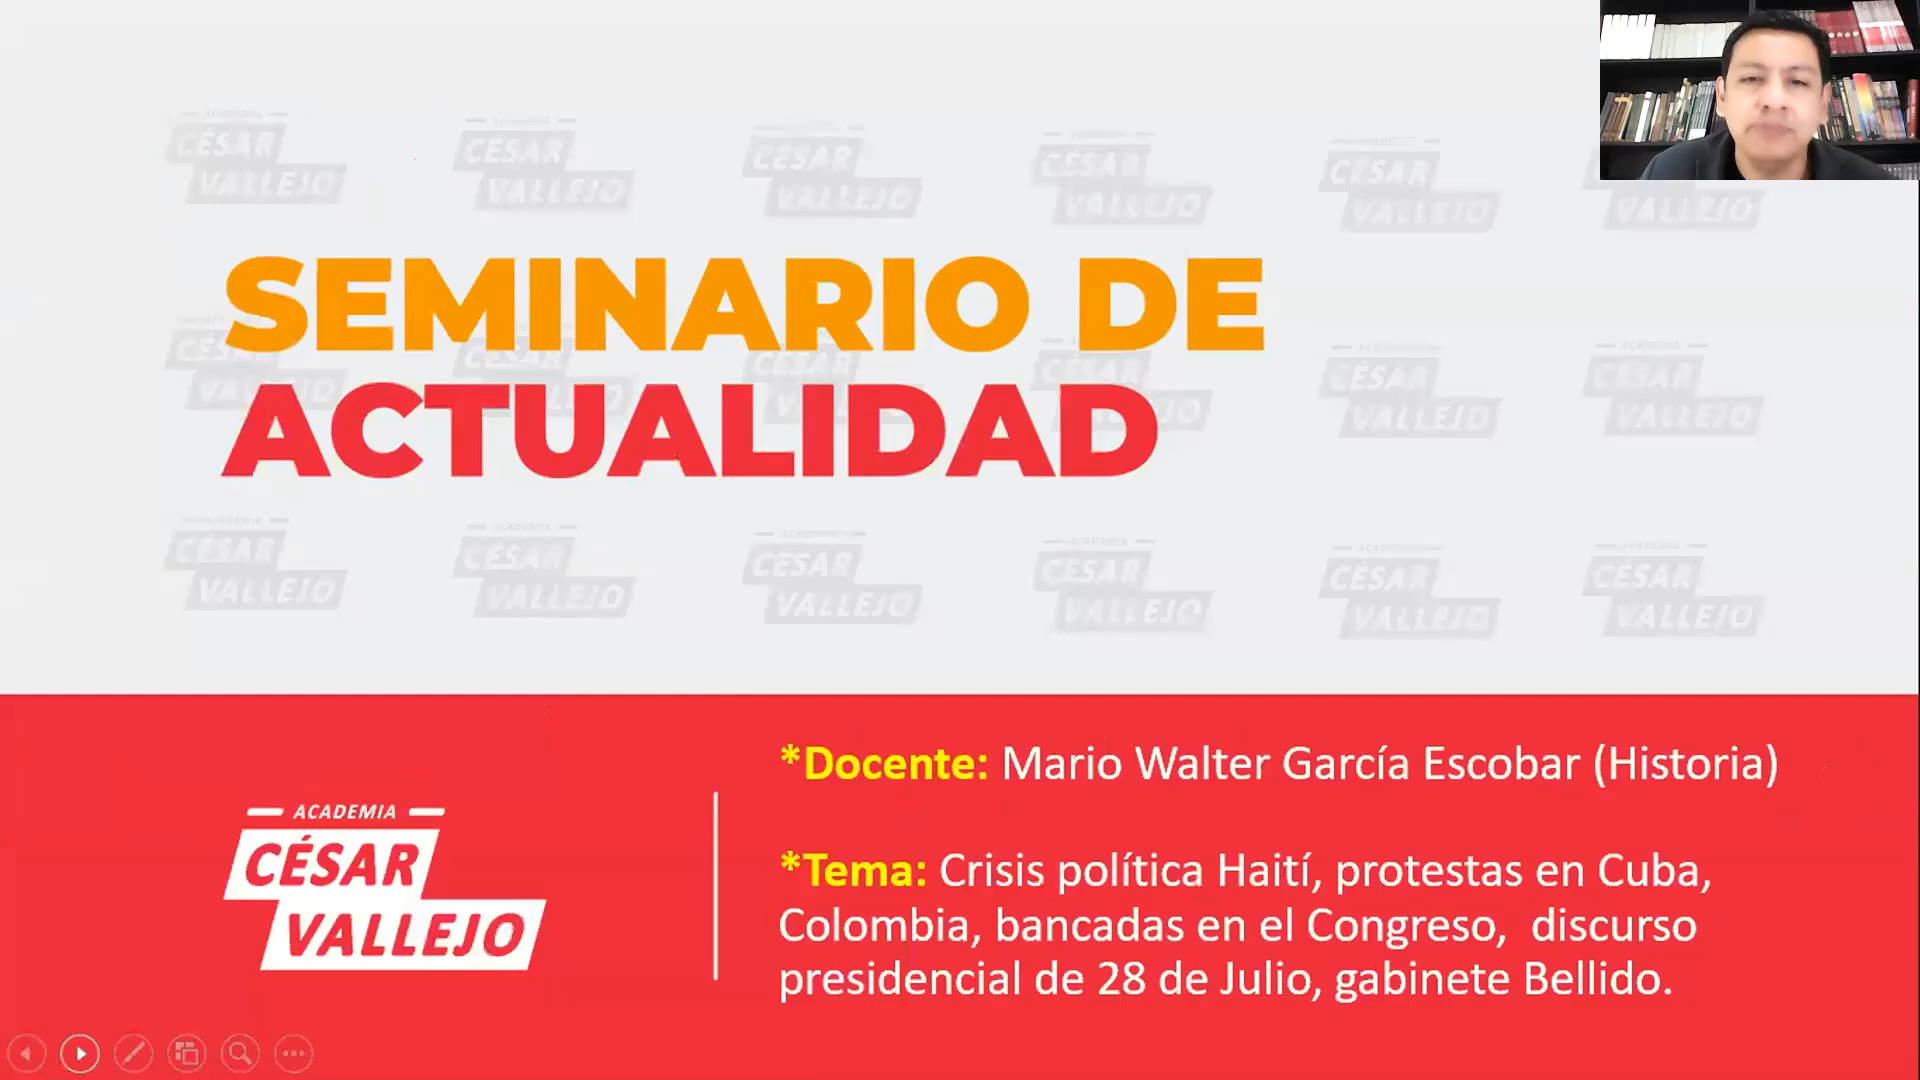 SEMINARIO DE
ACTUALIDAD
*Docente: Mario Walter García Escobar (Historia)
*Tema: Crisis política Haití, protestas en Cuba,
Colombia, bancadas en el Congreso, discurso
presidencial de 28 de Julio, gabinete Bellido.
ACADEMIA
CÉSAR
VALLEJO